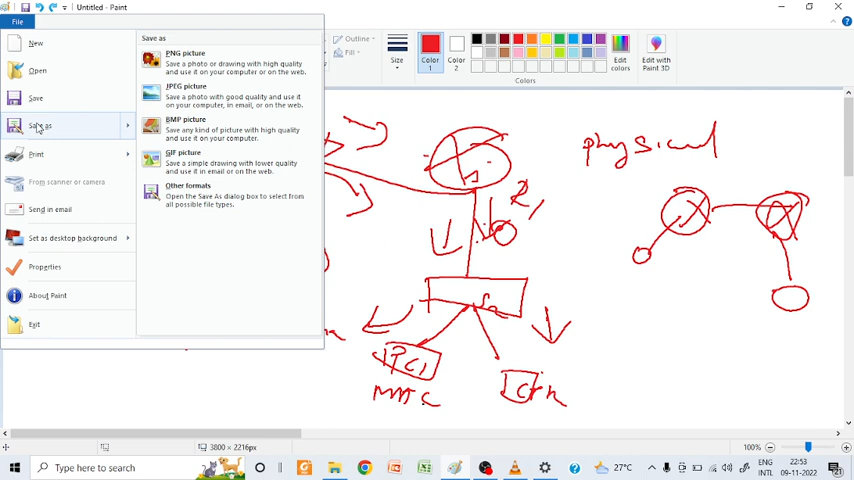 Untitled - Paint
File
New
Open
Save
Save as
Print
From scanner or camera
Send in email
Set as desktop background
Properties
About Paint
Exit
Save as
PNG picture
Save a photo or drawing with high quality
and use it on your computer or on the web.
JPEG picture
Save a photo with good quality and use it
on your computer, in email, or on the web.
BMP picture
Save any kind of picture with high quality
and use it on your computer.
GIF picture
Save a simple drawing with lower quality
and use it in email or on the web.
Other formats
Open the Save As dialog box to select from
all possible file types.
Outline
Fill
Size
Color
1
Color
2
Edit
colors
Edit with
Paint 3D
Colors
physical
PC1
3800 × 2216px
100%
Type here to search
27°C
ENG
INTL
22:53
09-11-2022
21